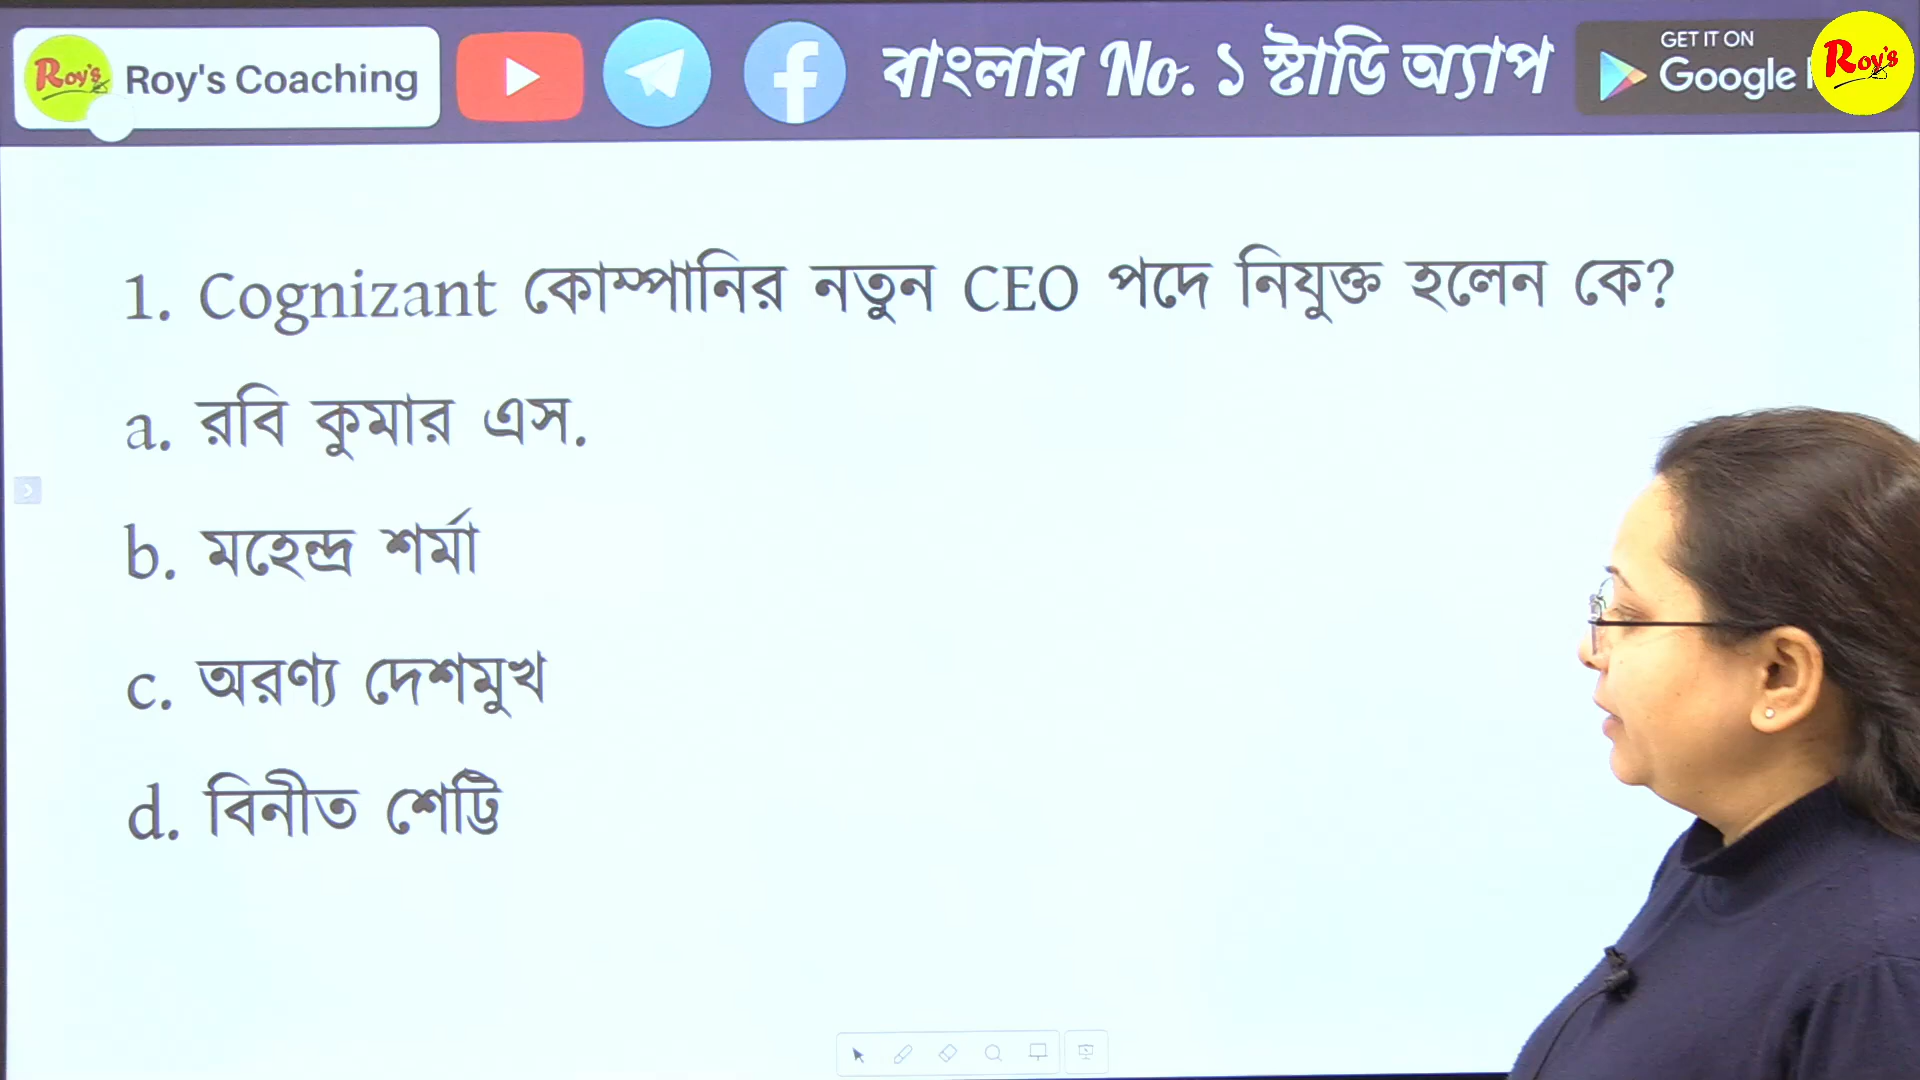 Roy's Roy's Coaching বাংলার No. ১ স্টাডি অ্যাপ GET IT ON Google Roy's
1. Cognizant কোম্পানির নতুন CEO পদে নিযুক্ত হলেন কে?
a. রবি কুমার এস.
b. মহেন্দ্র শর্মা
c. অরণ্য দেশমুখ
d. বিনীত শেট্টি